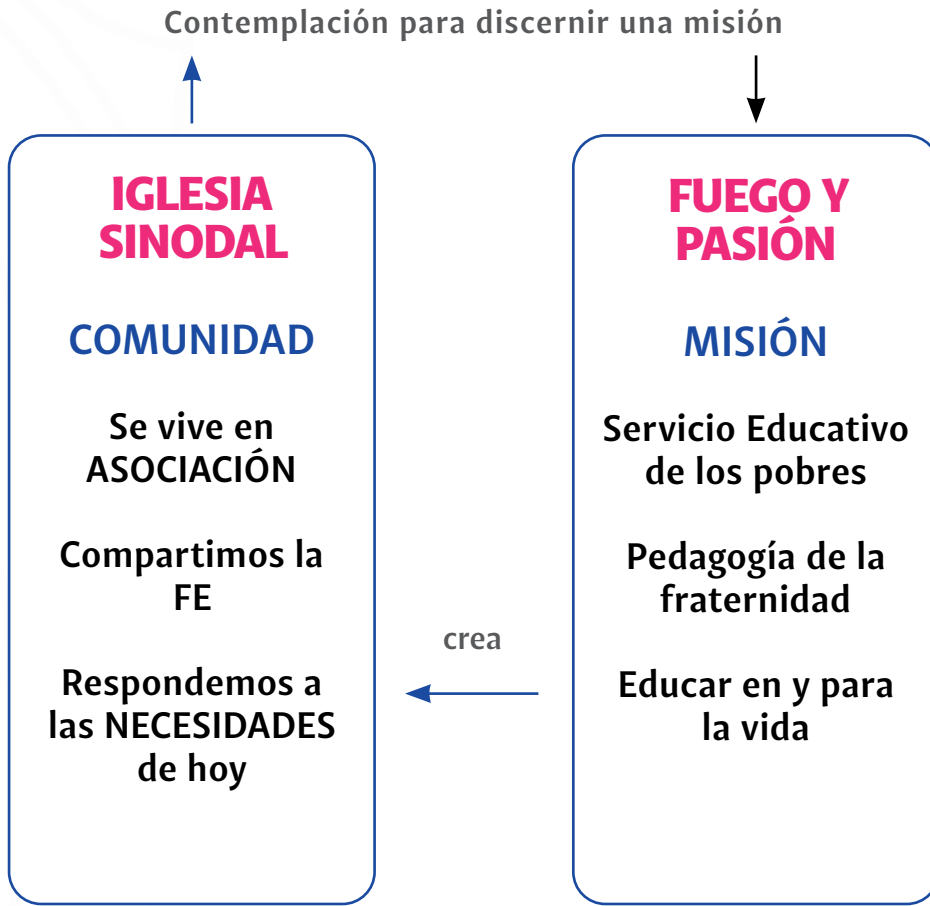 Contemplación para discernir una misión
IGLESIA
SINODAL
COMUNIDAD
Se vive en
ASOCIACIÓN
Compartimos la
FE
Respondemos a
las NECESIDADES
de hoy
crea
FUEGO Y
PASIÓN
MISIÓN
Servicio Educativo
de los pobres
Pedagogía de la
fraternidad
Educar en y para
la vida